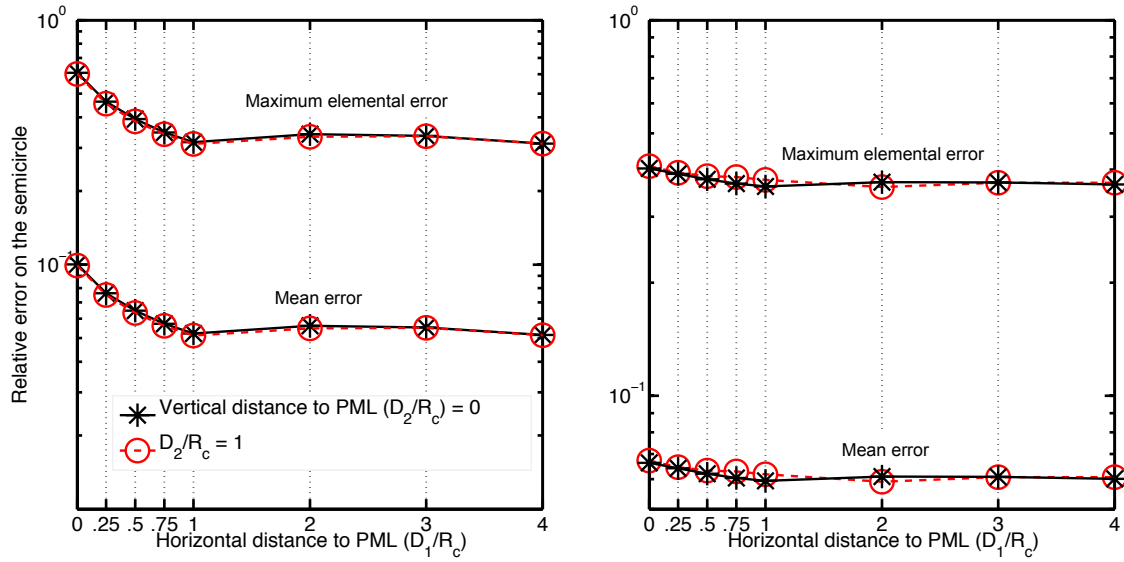 10^0
10^-1
Relative error on the semicircle
Maximum elemental error
Mean error
Vertical distance to PML (D_2/R_c) = 0
D_2/R_c = 1
0 .25 .5 .75 1 2 3 4
Horizontal distance to PML (D_1/R_c)
10^0
10^-1
Maximum elemental error
Mean error
0 .25 .5 .75 1 2 3 4
Horizontal distance to PML (D_1/R_c)